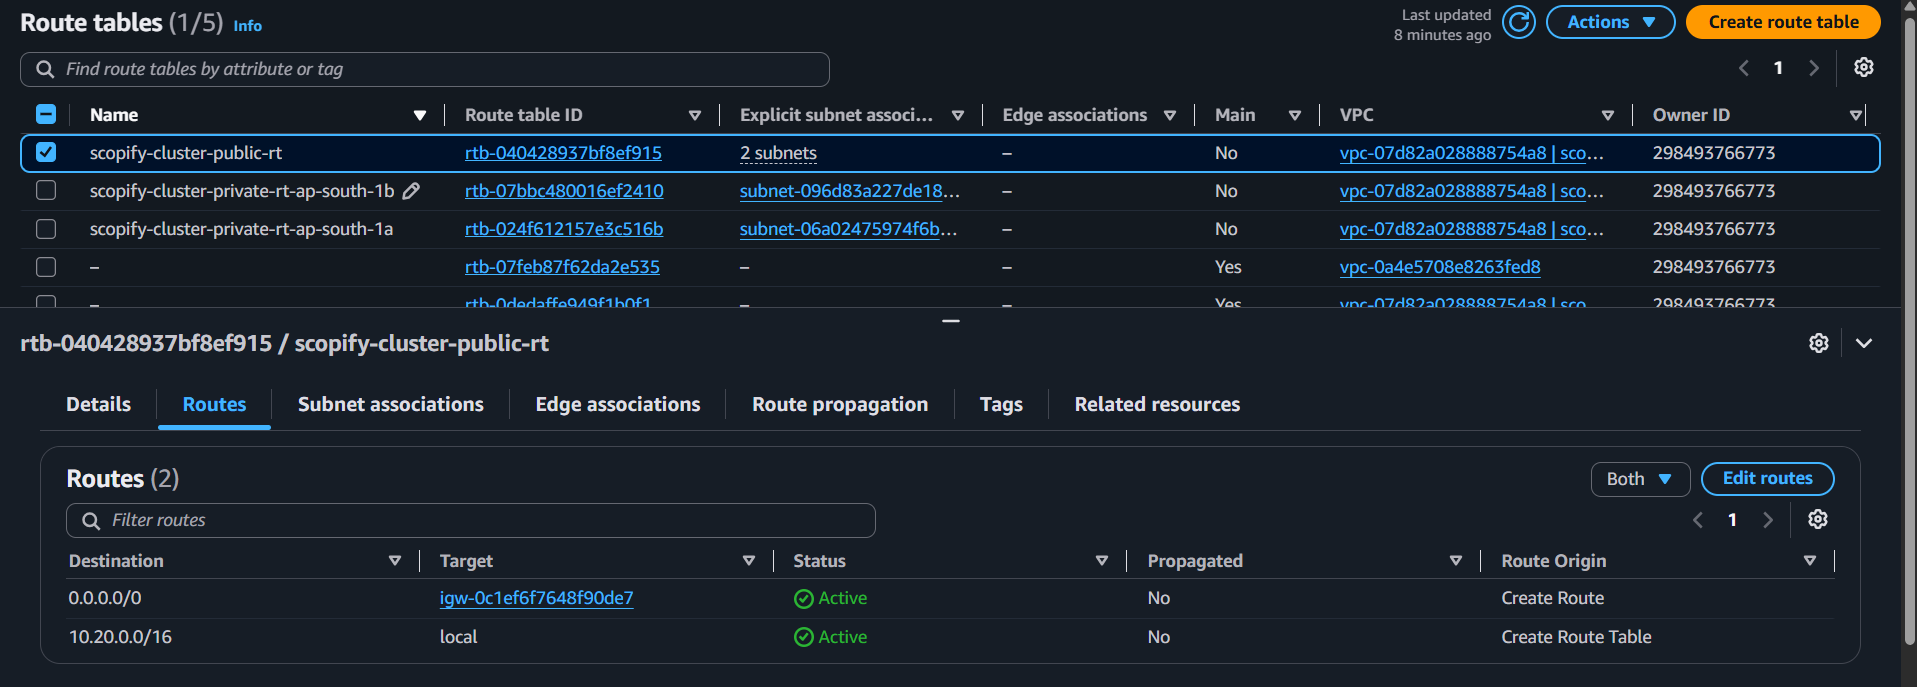 Route tables (1/5) Info
Last updated
8 minutes ago
Actions
Create route table
Find route tables by attribute or tag
1
Name Route table ID Explicit subnet associ... Edge associations Main VPC Owner ID
scopify-cluster-public-rt rtb-040428937bf8ef915 2 subnets – No vpc-07d82a028888754a8 | sco... 298493766773
scopify-cluster-private-rt-ap-south-1b rtb-07bbc480016ef2410 subnet-096d83a227de18... – No vpc-07d82a028888754a8 | sco... 298493766773
scopify-cluster-private-rt-ap-south-1a rtb-024f612157e3c516b subnet-06a02475974f6b... – No vpc-07d82a028888754a8 | sco... 298493766773
– rtb-07feb87f62da2e535 – – Yes vpc-0a4e5708e8263fed8 298493766773
– rtb-0dedaffe949f1b0f1 – – Yes vpc-07d82a028888754a8 | sco... 298493766773
rtb-040428937bf8ef915 / scopify-cluster-public-rt
Details Routes Subnet associations Edge associations Route propagation Tags Related resources
Routes (2)
Both
Edit routes
Filter routes
1
Destination Target Status Propagated Route Origin
0.0.0.0/0 igw-0c1ef6f7648f90de7 Active No Create Route
10.20.0.0/16 local Active No Create Route Table